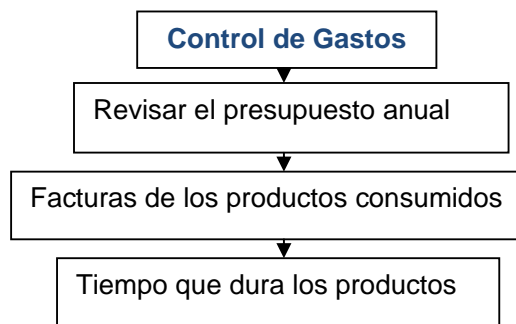 Control de Gastos
Revisar el presupuesto anual
Facturas de los productos consumidos
Tiempo que dura los productos